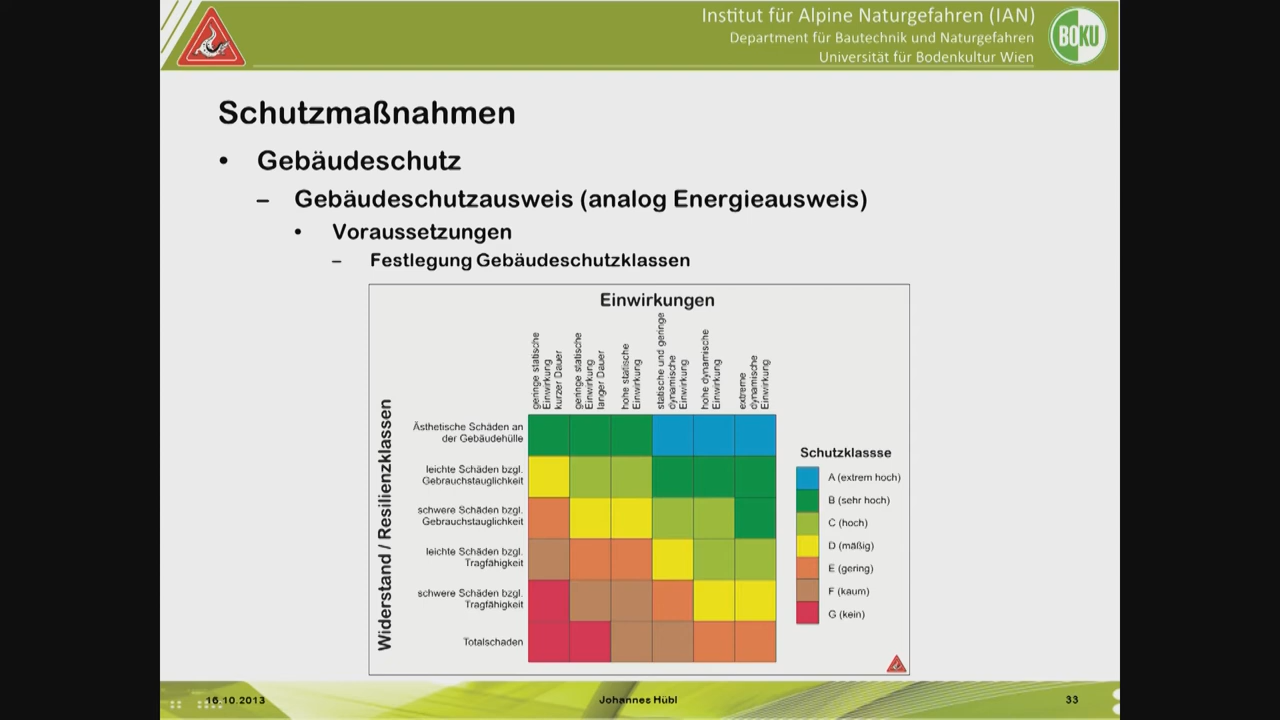 Institut für Alpine Naturgefahren (IAN)
Department für Bautechnik und Naturgefahren
Universität für Bodenkultur Wien
BOKU
Schutzmaßnahmen
• Gebäudeschutz
– Gebäudeschutzausweis (analog Energieausweis)
• Voraussetzungen
– Festlegung Gebäudeschutzklassen
Einwirkungen
geringe statische
Einwirkung
kurzer Dauer
geringe statische
Einwirkung
langer Dauer
hohe statische
Einwirkung
statische und geringe
dynamische
Einwirkung
hohe dynamische
Einwirkung
extreme
dynamische
Einwirkung
Widerstand / Resilienzklassen
Ästhetische Schäden an
der Gebäudehülle
leichte Schäden bzgl.
Gebrauchstauglichkeit
schwere Schäden bzgl.
Gebrauchstauglichkeit
leichte Schäden bzgl.
Tragfähigkeit
schwere Schäden bzgl.
Tragfähigkeit
Totalschaden
Schutzklassse
A (extrem hoch)
B (sehr hoch)
C (hoch)
D (mäßig)
E (gering)
F (kaum)
G (kein)
16.10.2013
Johannes Hübl
33